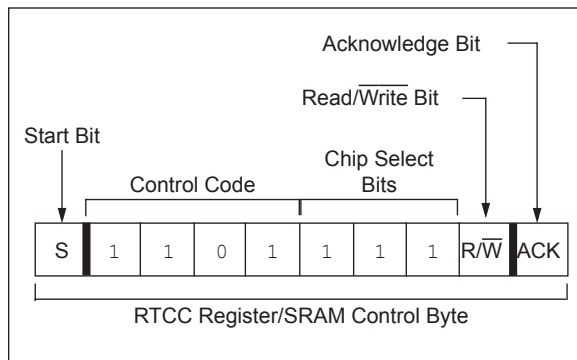 Acknowledge Bit
Read/Write Bit
Start Bit
Chip Select
Control Code Bits
S 1 1 0 1 1 1 1 R/W ACK
RTCC Register/SRAM Control Byte